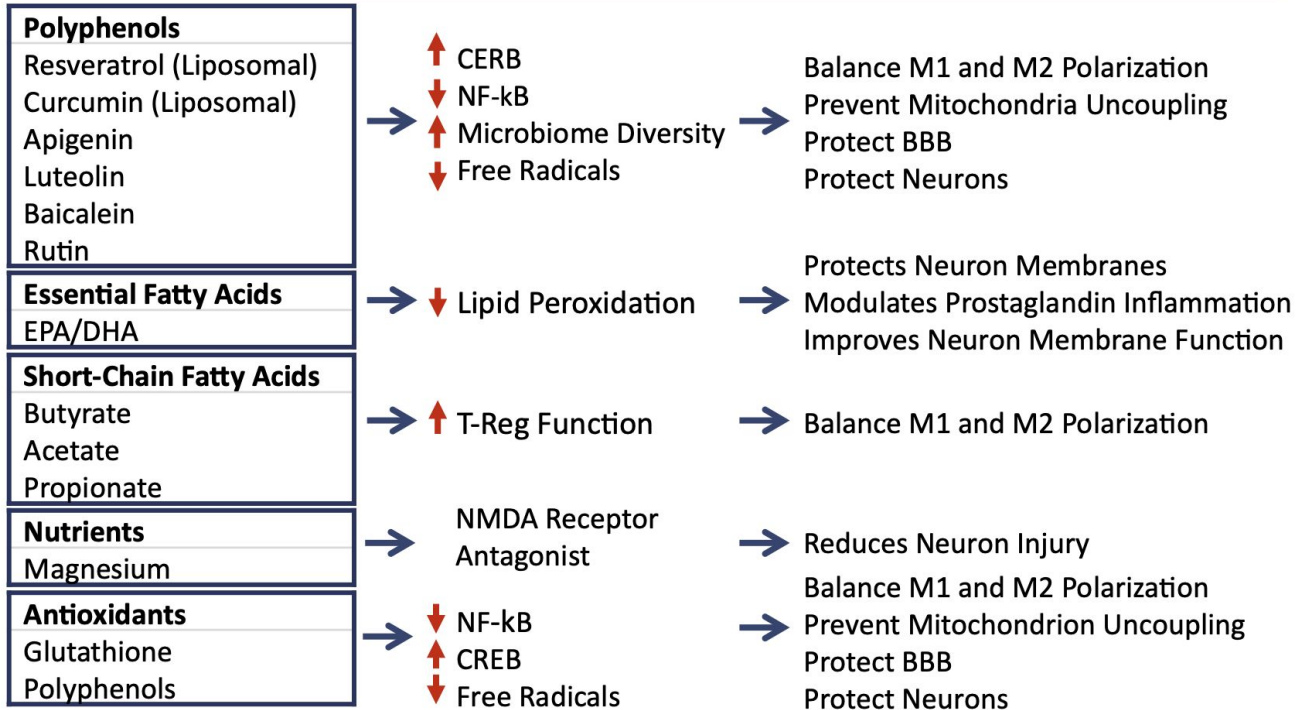 Polyphenols
Resveratrol (Liposomal)
Curcumin (Liposomal)
Apigenin
Luteolin
Baicalein
Rutin
CERB
NF-kB
Microbiome Diversity
Free Radicals
Balance M1 and M2 Polarization
Prevent Mitochondria Uncoupling
Protect BBB
Protect Neurons
Essential Fatty Acids
EPA/DHA
Lipid Peroxidation
Protects Neuron Membranes
Modulates Prostaglandin Inflammation
Improves Neuron Membrane Function
Short-Chain Fatty Acids
Butyrate
Acetate
Propionate
T-Reg Function
Balance M1 and M2 Polarization
Nutrients
Magnesium
NMDA Receptor
Antagonist
Reduces Neuron Injury
Antioxidants
Glutathione
Polyphenols
NF-kB
CREB
Free Radicals
Balance M1 and M2 Polarization
Prevent Mitochondrion Uncoupling
Protect BBB
Protect Neurons